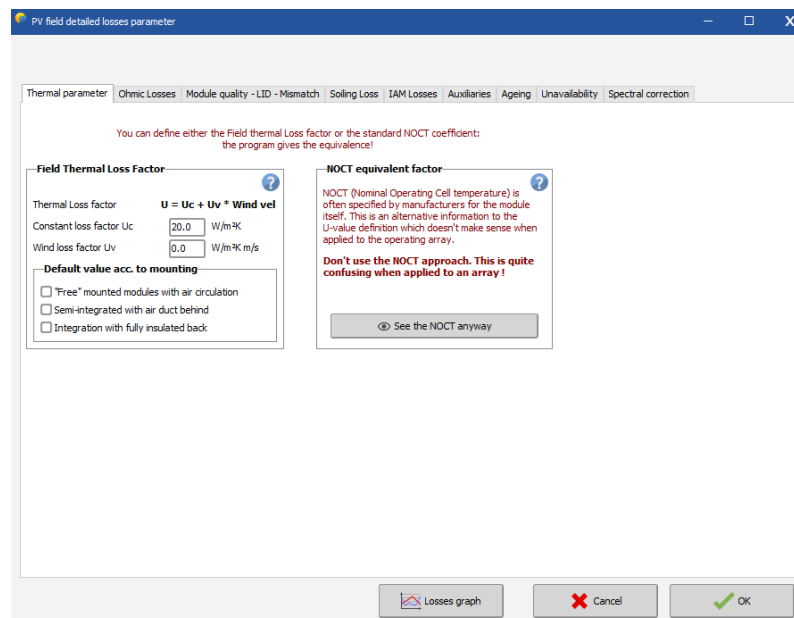 PV field detailed losses parameter
Thermal parameter Ohmic Losses Module quality - LID - Mismatch Soiling Loss IAM Losses Auxiliaries Ageing Unavailability Spectral correction
You can define either the Field thermal Loss factor or the standard NOCT coefficient:
the program gives the equivalence!
Field Thermal Loss Factor
?
Thermal Loss factor U = Uc + Uv * Wind vel
Constant loss factor Uc 20.0 W/m²K
Wind loss factor Uv 0.0 W/m²K m/s
Default value acc. to mounting
"Free" mounted modules with air circulation
Semi-integrated with air duct behind
Integration with fully insulated back
NOCT equivalent factor
?
NOCT (Nominal Operating Cell temperature) is
often specified by manufacturers for the module
itself. This is an alternative information to the
U-value definition which doesn't make sense when
applied to the operating array.
Don't use the NOCT approach. This is quite
confusing when applied to an array !
See the NOCT anyway
Losses graph
Cancel
OK